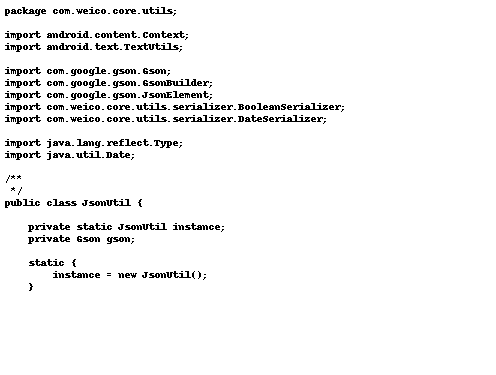 package com.weico.core.utils;

import android.content.Context;
import android.text.TextUtils;

import com.google.gson.Gson;
import com.google.gson.GsonBuilder;
import com.google.gson.JsonElement;
import com.weico.core.utils.serializer.BooleanSerializer;
import com.weico.core.utils.serializer.DateSerializer;

import java.lang.reflect.Type;
import java.util.Date;

/**
 */
public class JsonUtil {

    private static JsonUtil instance;
    private Gson gson;

    static {
        instance = new JsonUtil();
    }